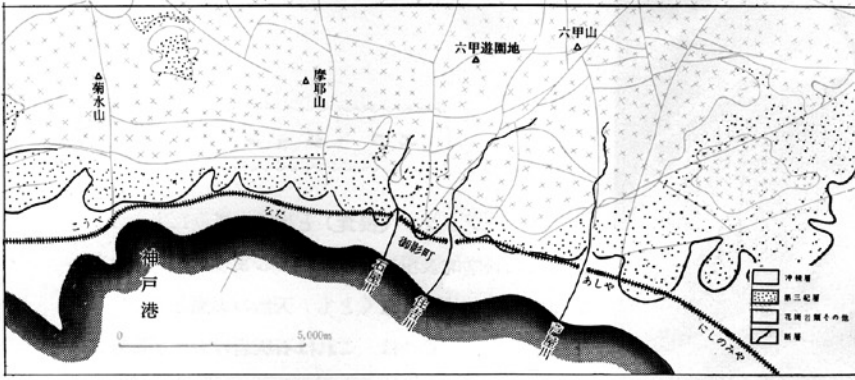 六甲山
六甲遊園地
摩耶山
菊水山
こうべ
なだ
御影町
神戸港
石屋川
住吉川
芦屋川
あしや
にしのみや
0
5,000m
沖積層
第三紀層
花崗岩類その他
断層